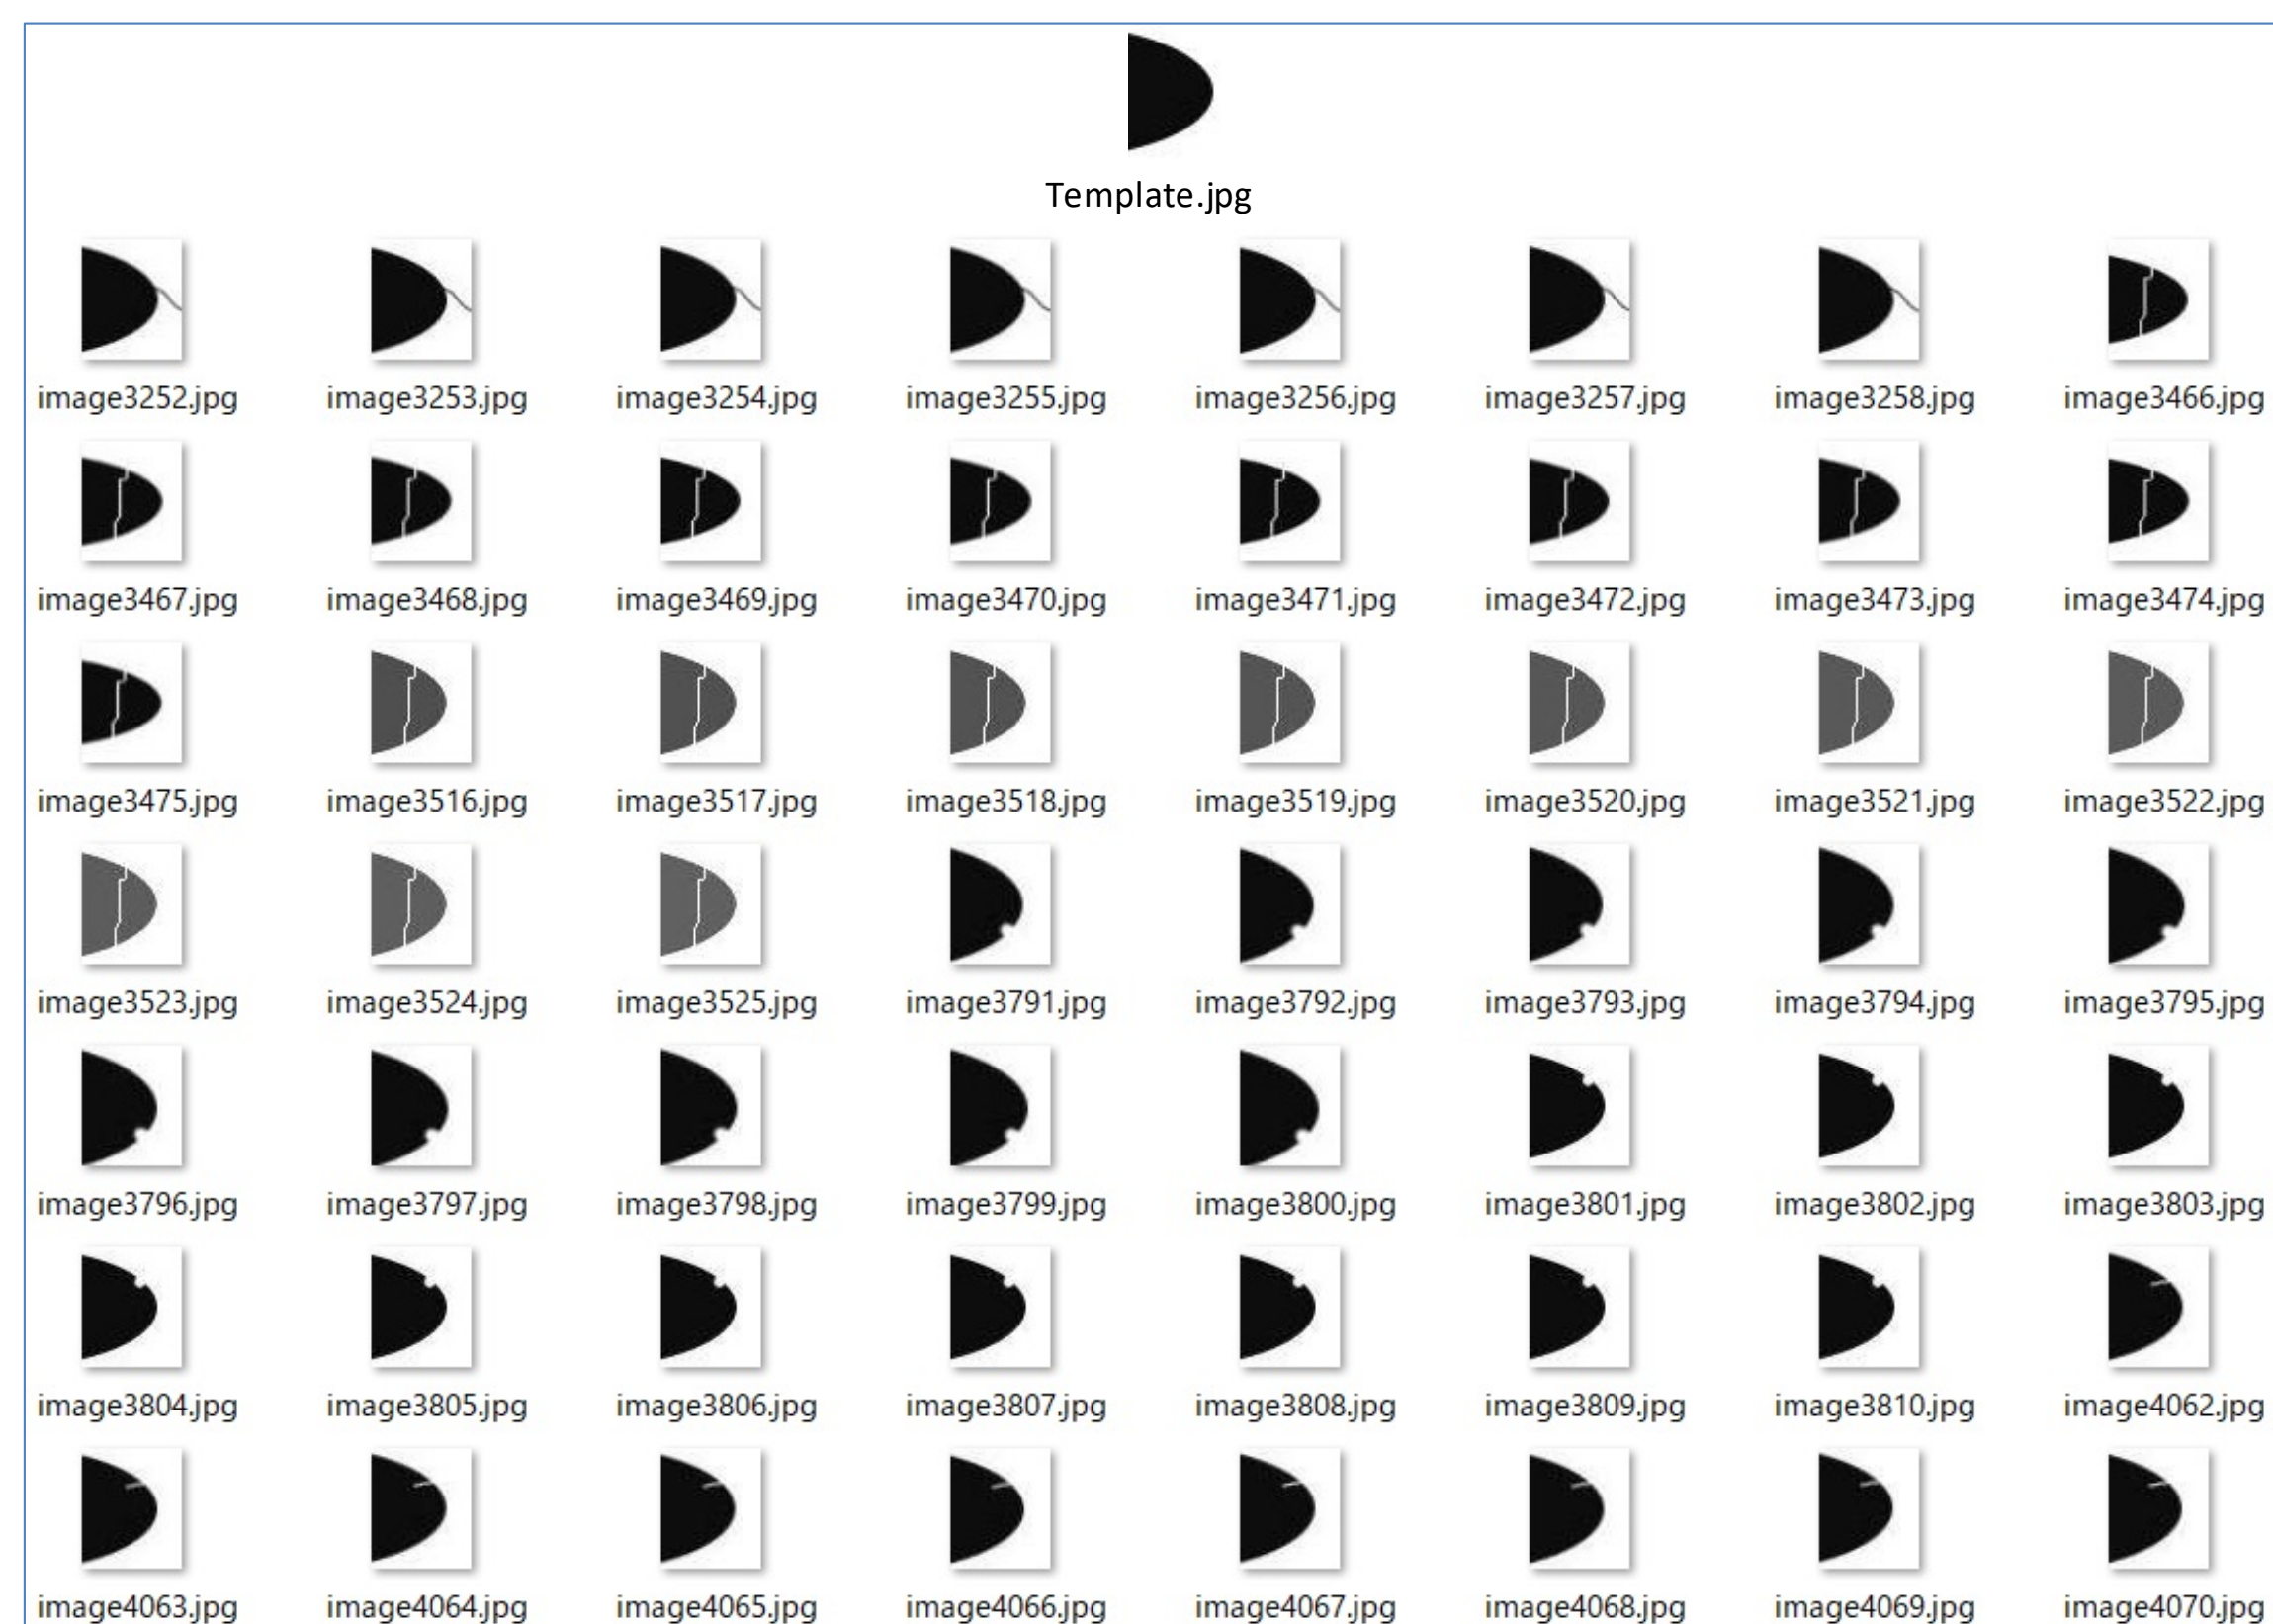 Template.jpg
image3252.jpg image3253.jpg image3254.jpg image3255.jpg image3256.jpg image3257.jpg image3258.jpg image3466.jpg
image3467.jpg image3468.jpg image3469.jpg image3470.jpg image3471.jpg image3472.jpg image3473.jpg image3474.jpg
image3475.jpg image3516.jpg image3517.jpg image3518.jpg image3519.jpg image3520.jpg image3521.jpg image3522.jpg
image3523.jpg image3524.jpg image3525.jpg image3791.jpg image3792.jpg image3793.jpg image3794.jpg image3795.jpg
image3796.jpg image3797.jpg image3798.jpg image3799.jpg image3800.jpg image3801.jpg image3802.jpg image3803.jpg
image3804.jpg image3805.jpg image3806.jpg image3807.jpg image3808.jpg image3809.jpg image3810.jpg image4062.jpg
image4063.jpg image4064.jpg image4065.jpg image4066.jpg image4067.jpg image4068.jpg image4069.jpg image4070.jpg